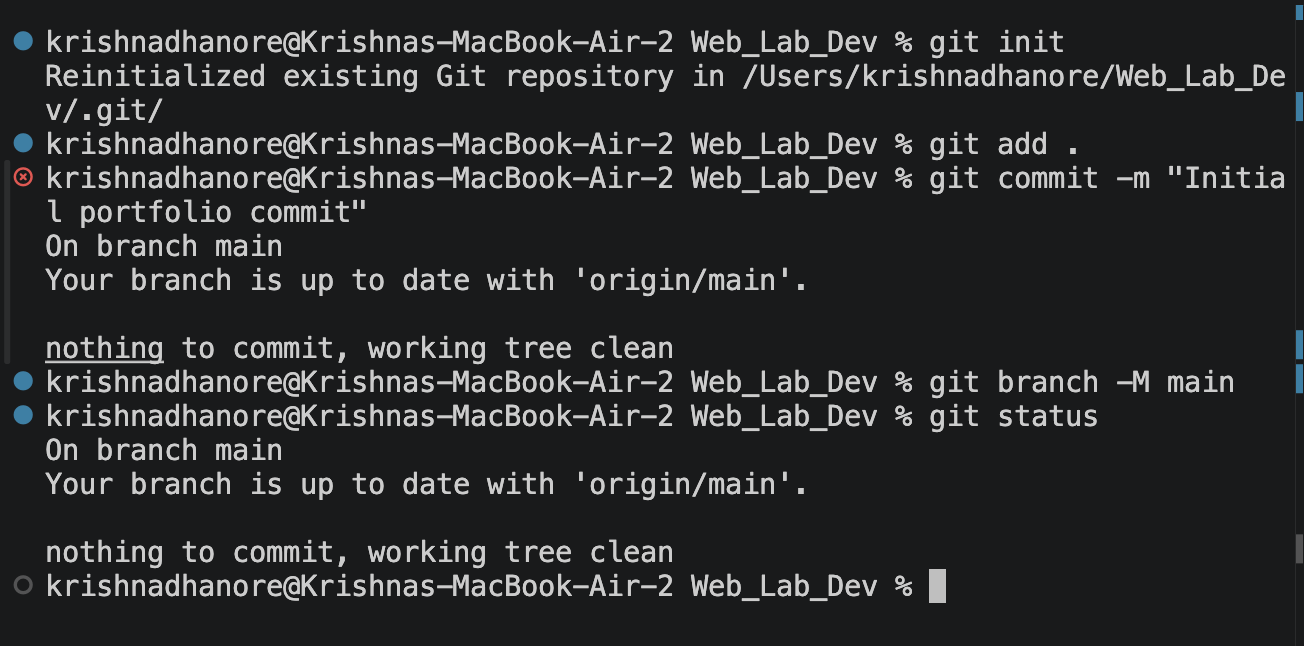 krishnadhanore@Krishnas-MacBook-Air-2 Web_Lab_Dev % git init
Reinitialized existing Git repository in /Users/krishnadhanore/Web_Lab_De
v/.git/
krishnadhanore@Krishnas-MacBook-Air-2 Web_Lab_Dev % git add .
krishnadhanore@Krishnas-MacBook-Air-2 Web_Lab_Dev % git commit -m "Initia
l portfolio commit"
On branch main
Your branch is up to date with 'origin/main'.

nothing to commit, working tree clean
krishnadhanore@Krishnas-MacBook-Air-2 Web_Lab_Dev % git branch -M main
krishnadhanore@Krishnas-MacBook-Air-2 Web_Lab_Dev % git status
On branch main
Your branch is up to date with 'origin/main'.

nothing to commit, working tree clean
krishnadhanore@Krishnas-MacBook-Air-2 Web_Lab_Dev %